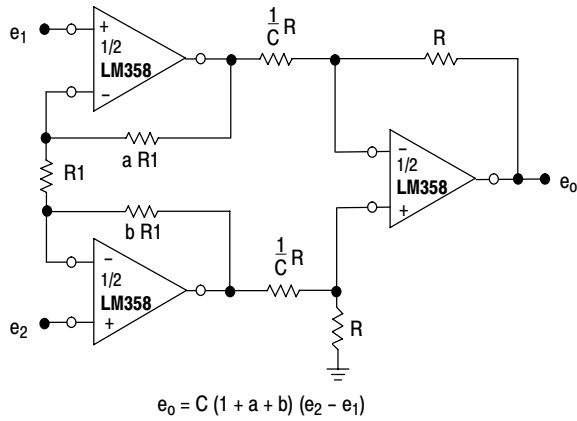 e1
+
1/2
LM358
−
1/C R
R
a R1
R1
b R1
−
1/2
LM358
+
eo
−
1/2
LM358
+
e2
1/C R
R
eo = C (1 + a + b) (e2 − e1)